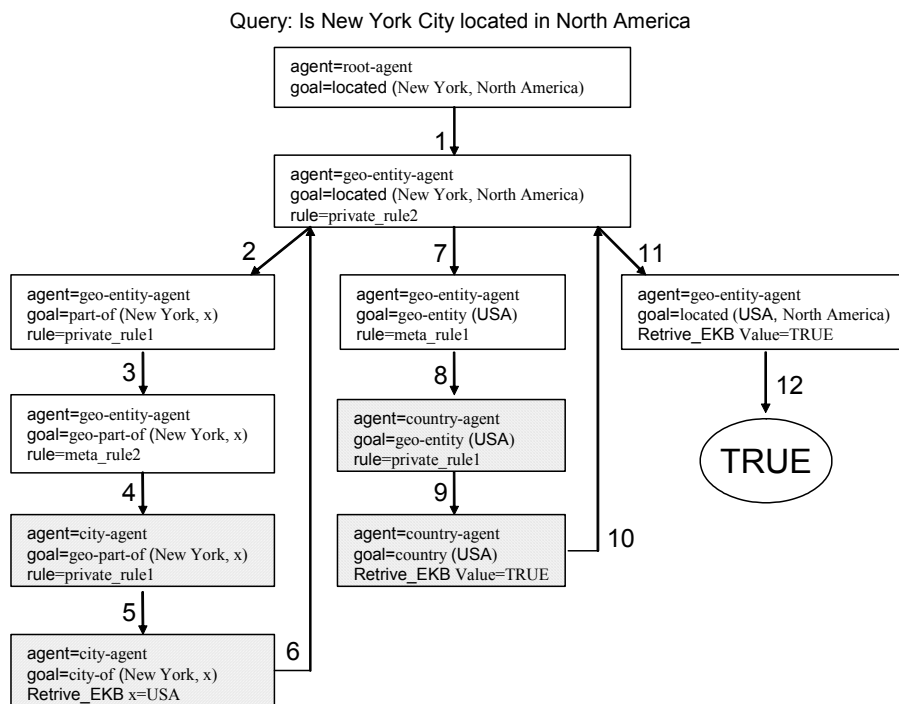 Query: Is New York City located in North America
agent=root-agent
goal=located (New York, North America)
1
agent=geo-entity-agent
goal=located (New York, North America)
rule=private_rule2
2
7
11
agent=geo-entity-agent
goal=part-of (New York, x)
rule=private_rule1
agent=geo-entity-agent
goal=geo-entity (USA)
rule=meta_rule1
agent=geo-entity-agent
goal=located (USA, North America)
Retrive_EKB Value=TRUE
3
8
12
agent=geo-entity-agent
goal=geo-part-of (New York, x)
rule=meta_rule2
agent=country-agent
goal=geo-entity (USA)
rule=private_rule1
TRUE
4
9
agent=city-agent
goal=geo-part-of (New York, x)
rule=private_rule1
agent=country-agent
goal=country (USA)
Retrive_EKB Value=TRUE
10
5
6
agent=city-agent
goal=city-of (New York, x)
Retrive_EKB x=USA